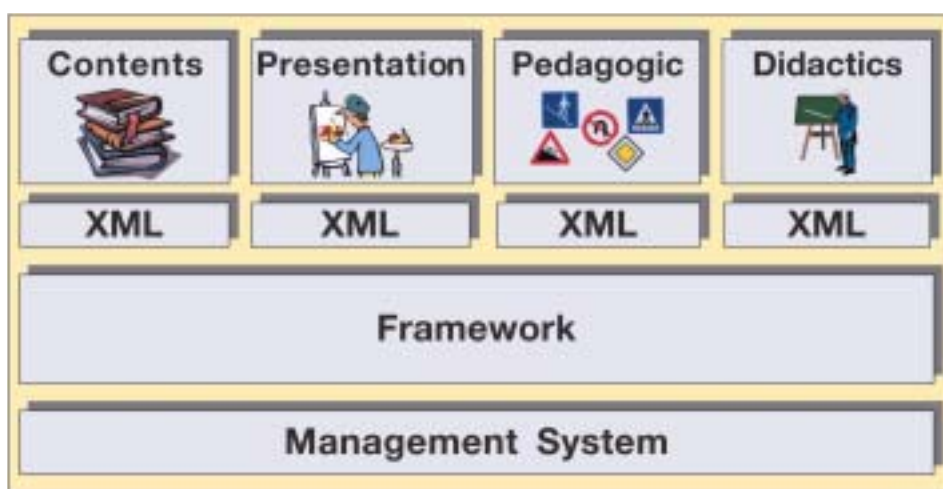 Contents
Presentation
Pedagogic
Didactics
XML
XML
XML
XML
Framework
Management System